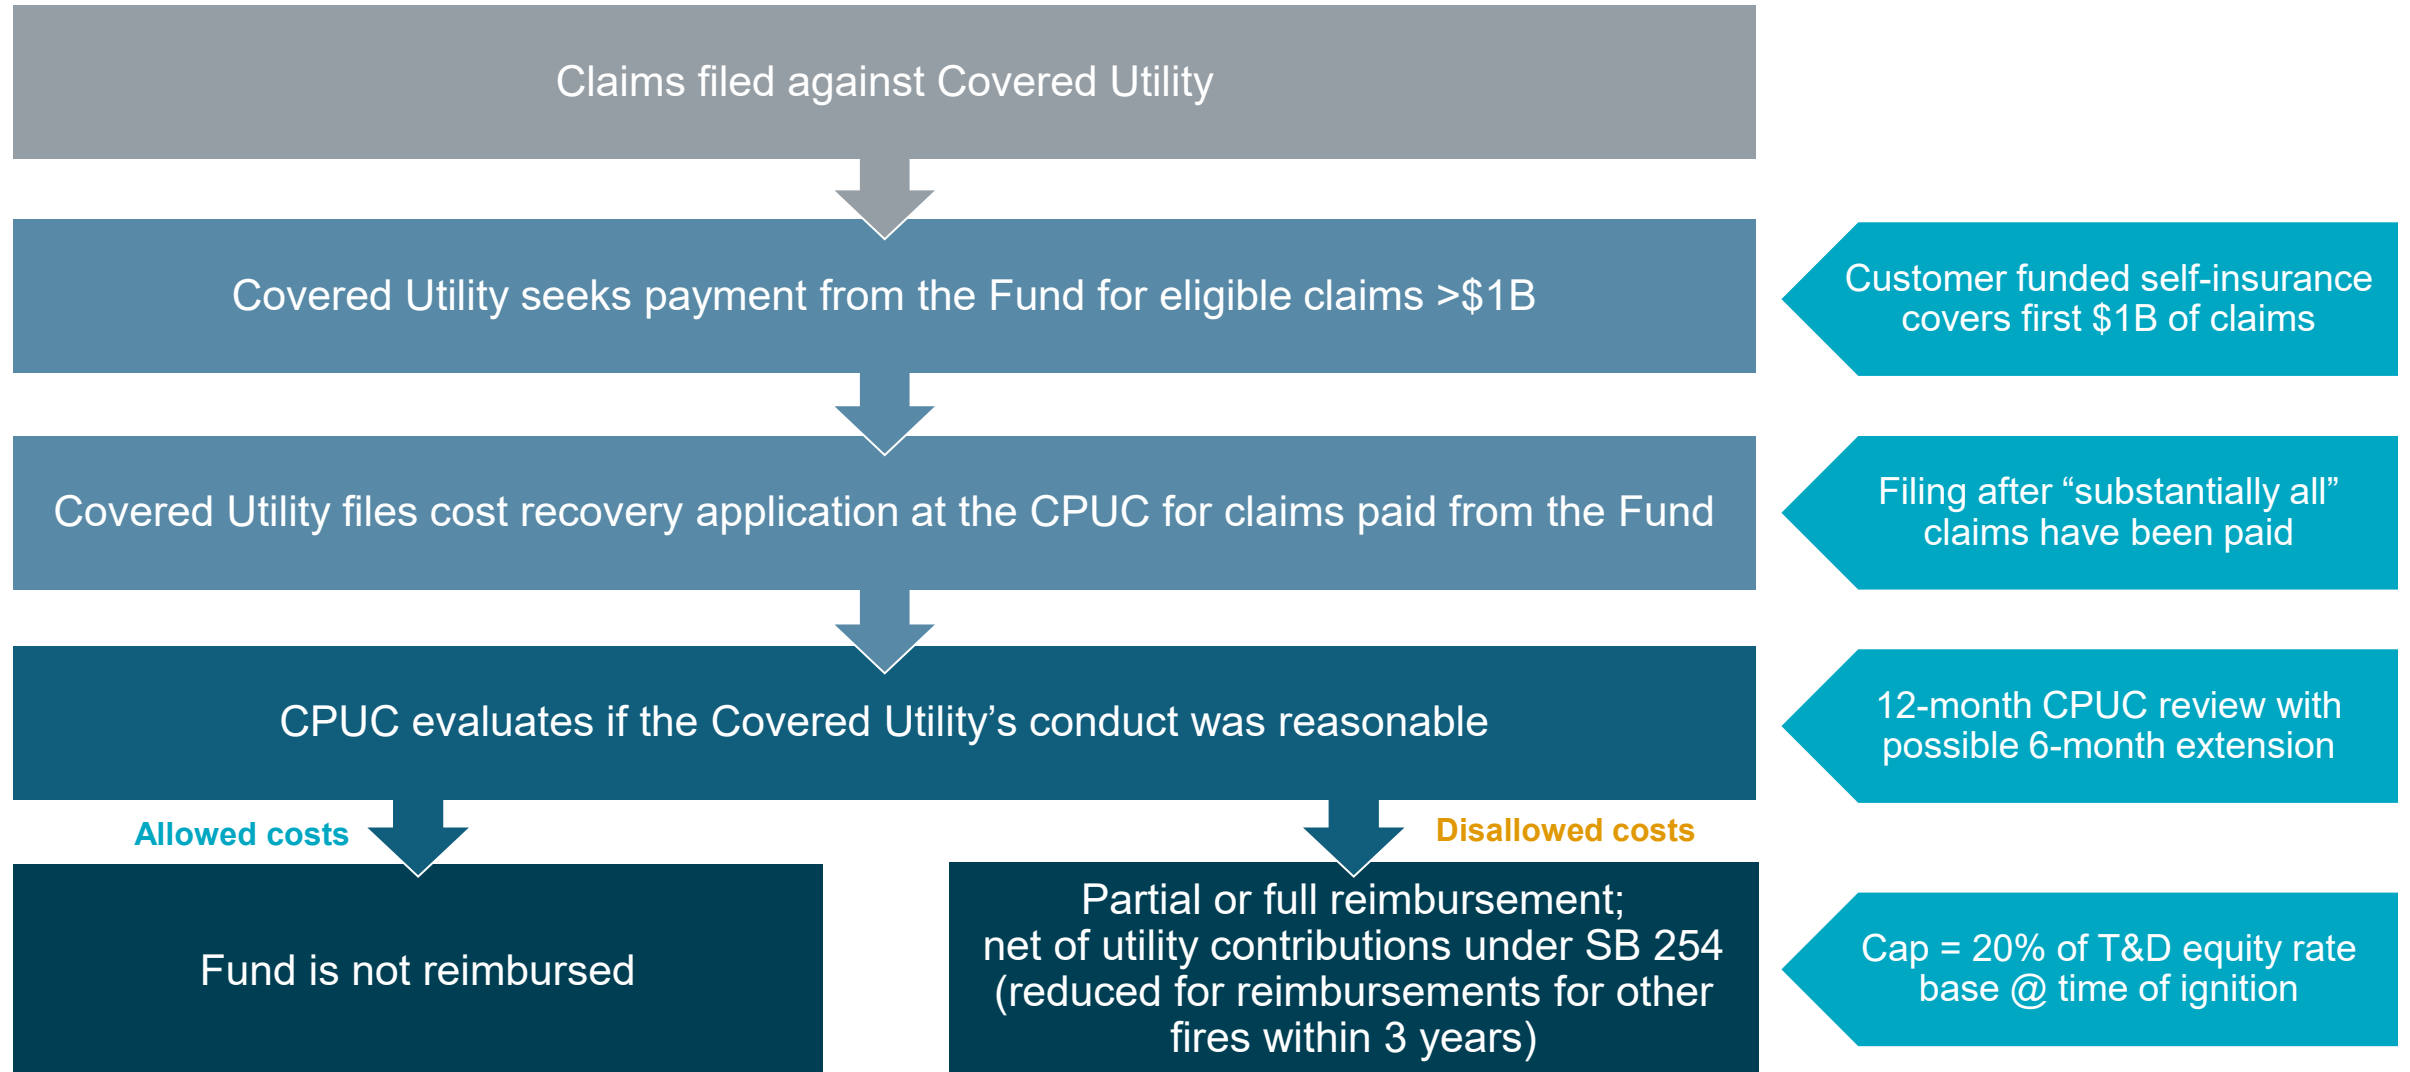 Claims filed against Covered Utility
Covered Utility seeks payment from the Fund for eligible claims >$1B
Customer funded self-insurance
covers first $1B of claims
Covered Utility files cost recovery application at the CPUC for claims paid from the Fund
Filing after “substantially all”
claims have been paid
CPUC evaluates if the Covered Utility’s conduct was reasonable
12-month CPUC review with
possible 6-month extension
Allowed costs
Disallowed costs
Fund is not reimbursed
Partial or full reimbursement;
net of utility contributions under SB 254
(reduced for reimbursements for other
fires within 3 years)
Cap = 20% of T&D equity rate
base @ time of ignition